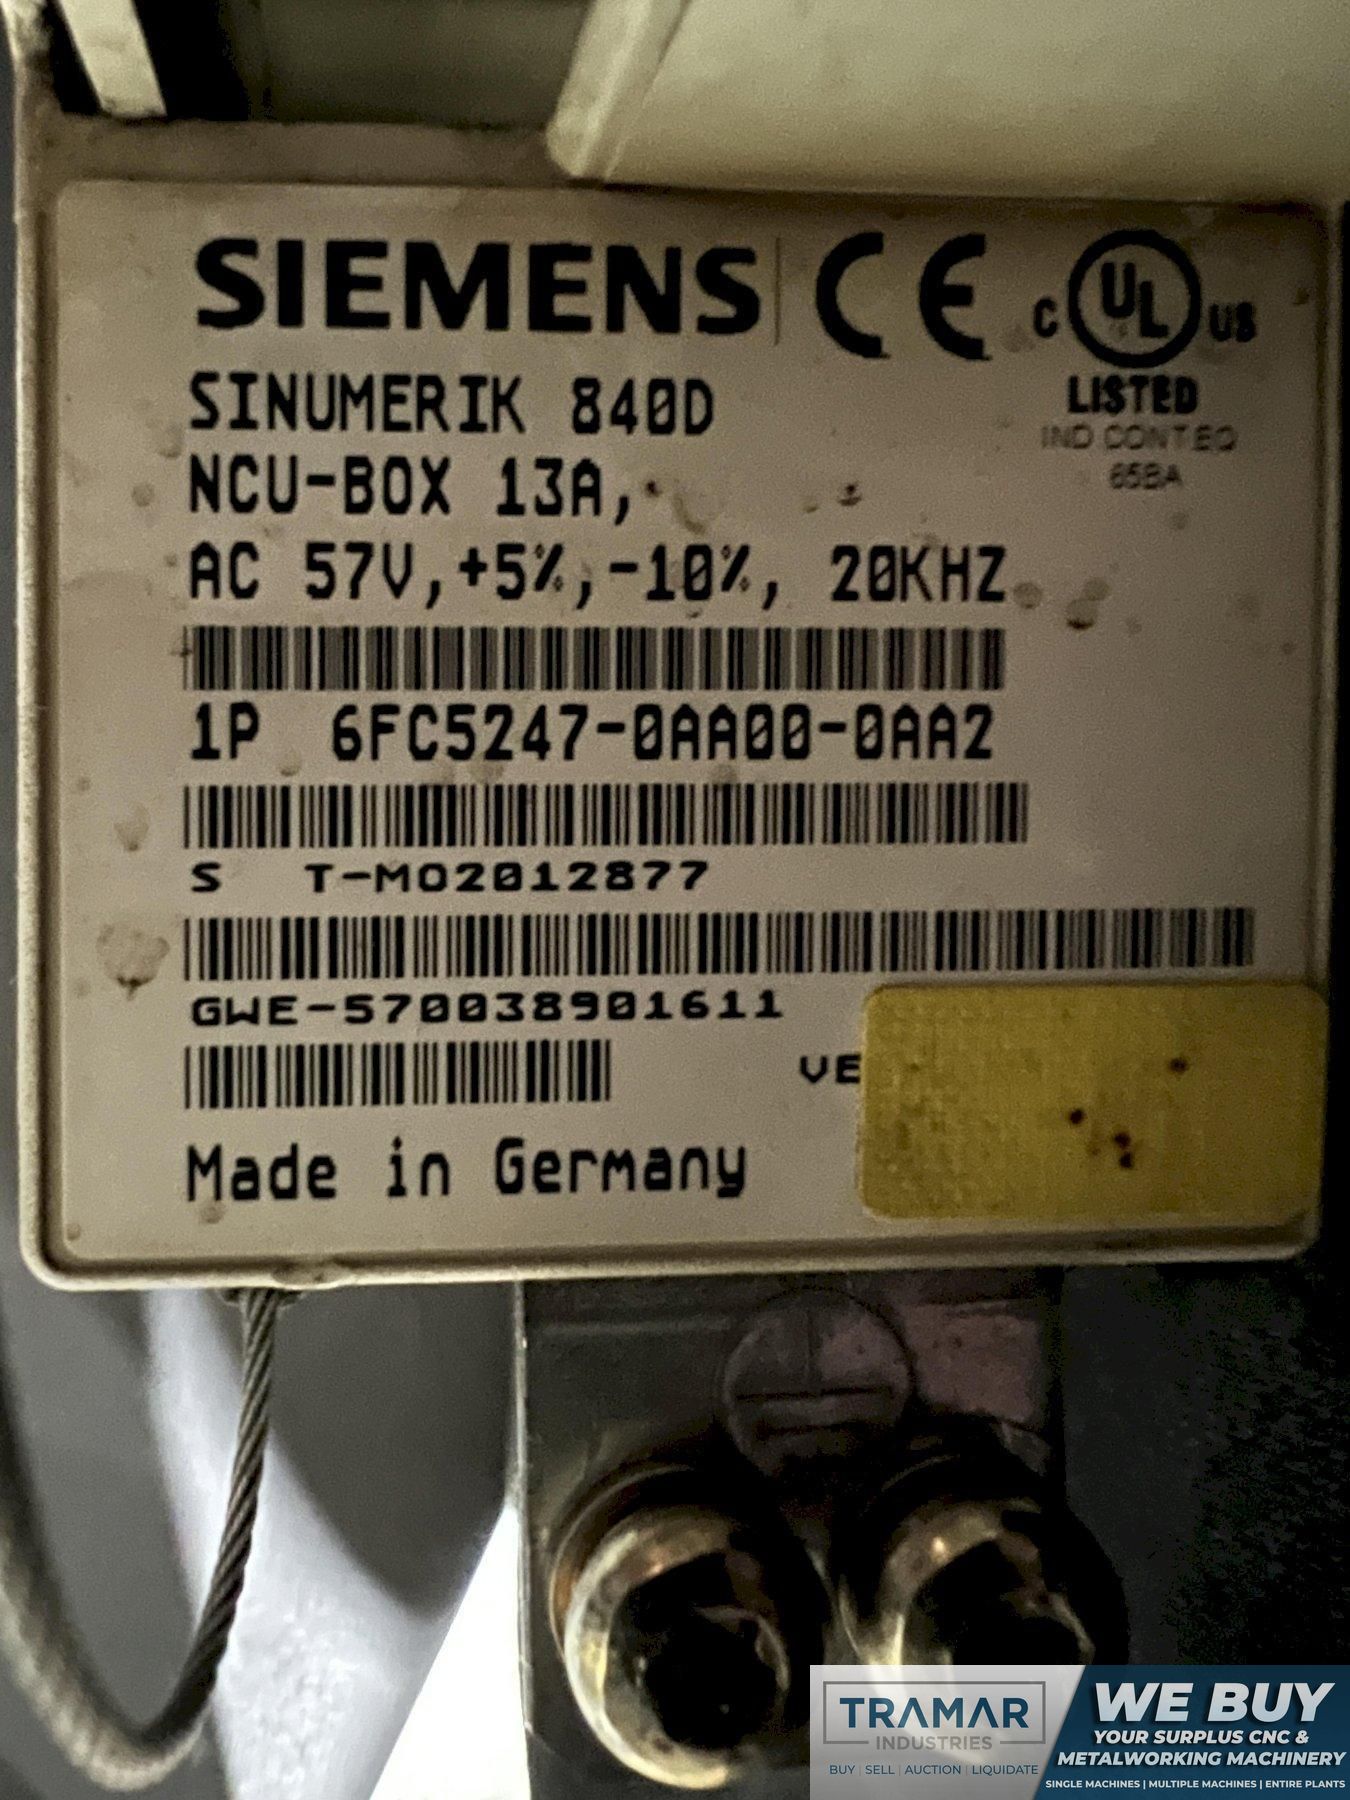 SIEMENS CE
C UL US
LISTED
IND CONT.EQ
65BA
SINUMERIK 840D
NCU-BOX 13A,
AC 57V,+5%,-10%, 20KHZ
1P 6FC5247-0AA00-0AA2
S T-MO2012877
GWE-570038901611
VE
Made in Germany
TRAMAR
INDUSTRIES
BUY | SELL | AUCTION | LIQUIDATE
WE BUY
YOUR SURPLUS CNC &
METALWORKING MACHINERY
SINGLE MACHINES | MULTIPLE MACHINES | ENTIRE PLANTS